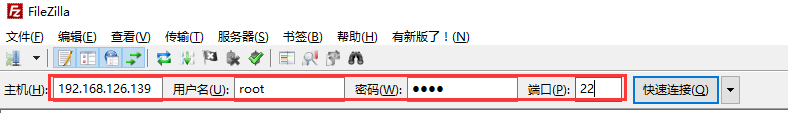 FileZilla
文件(F) 编辑(E) 查看(V) 传输(T) 服务器(S) 书签(B) 帮助(H) 有新版了！(N)
主机(H): 192.168.126.139 用户名(U): root 密码(W): ●●●● 端口(P): 22 快速连接(Q)